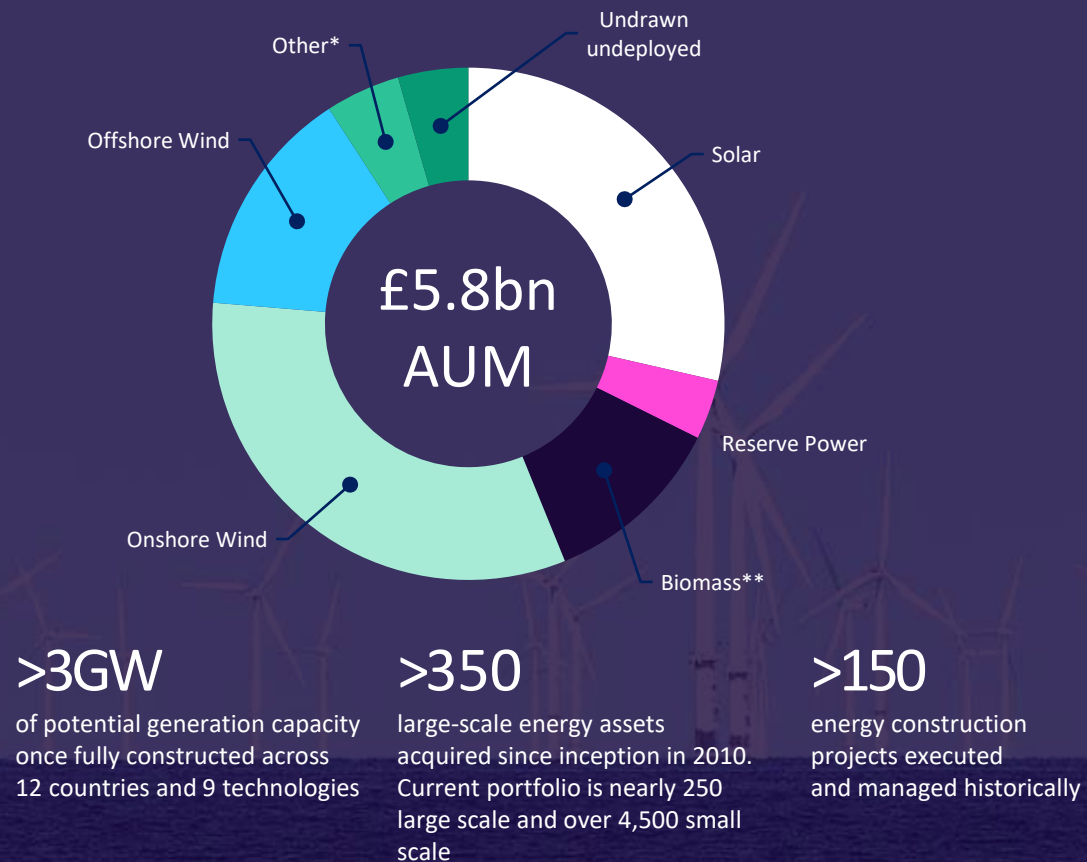 Undrawn
undeployed
Other*
Offshore Wind
Solar
£5.8bn
AUM
Reserve Power
Onshore Wind
Biomass**
>3GW
of potential generation capacity
once fully constructed across
12 countries and 9 technologies
>350
large-scale energy assets
acquired since inception in 2010.
Current portfolio is nearly 250
large scale and over 4,500 small
scale
>150
energy construction
projects executed
and managed historically